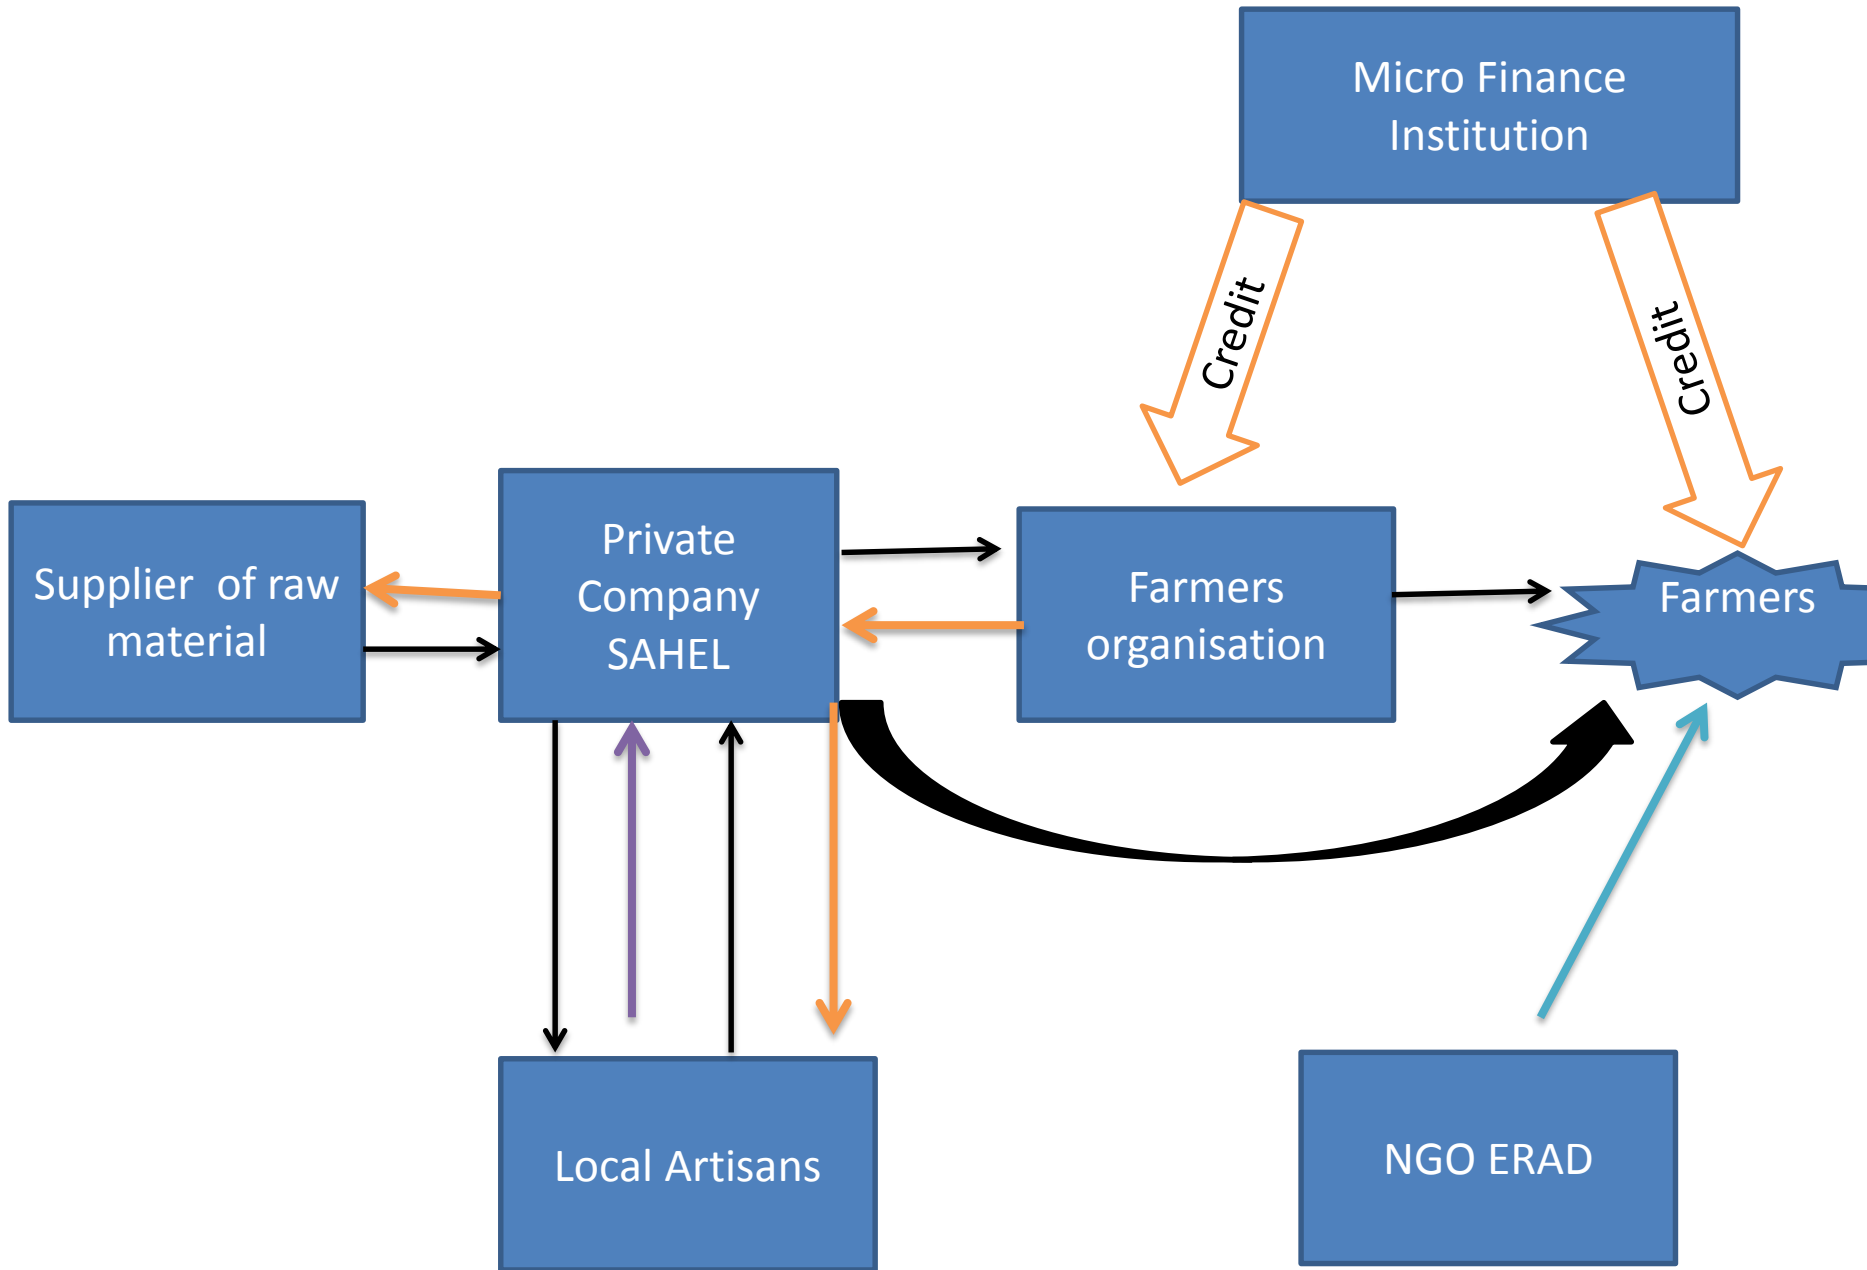 Micro Finance
Institution
Credit
Credit
Supplier  of raw
material
Private
Company
SAHEL
Farmers
organisation
Farmers
Local Artisans
NGO ERAD